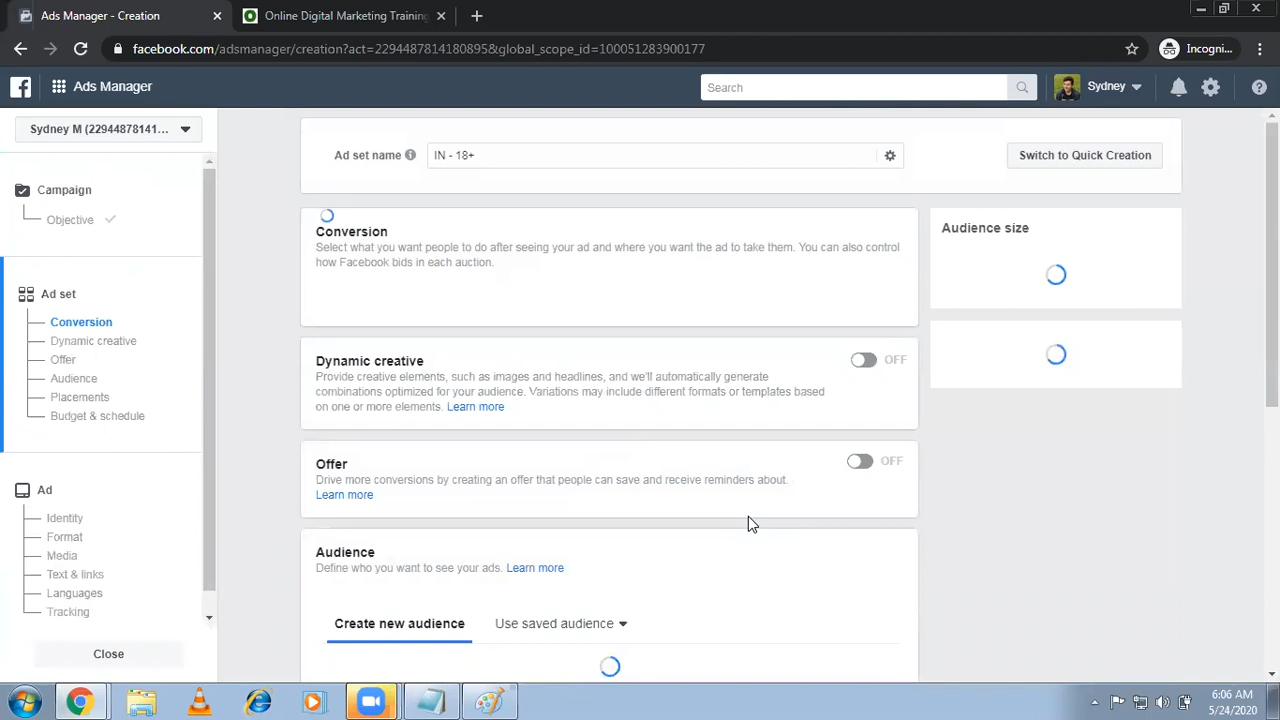 Ads Manager - Creation
Online Digital Marketing Training
facebook.com/adsmanager/creation?act=2294487814180895&global_scope_id=100051283900177
Incogni...
Ads Manager
Search
Sydney
Sydney M (22944878141...
Ad set name
IN - 18+
Switch to Quick Creation
Campaign
Objective
Ad set
Conversion
Dynamic creative
Offer
Audience
Placements
Budget & schedule
Ad
Identity
Format
Media
Text & links
Languages
Tracking
Close
Conversion
Select what you want people to do after seeing your ad and where you want the ad to take them. You can also control
how Facebook bids in each auction.
Dynamic creative
OFF
Provide creative elements, such as images and headlines, and we'll automatically generate
combinations optimized for your audience. Variations may include different formats or templates based
on one or more elements. Learn more
Offer
OFF
Drive more conversions by creating an offer that people can save and receive reminders about.
Learn more
Audience
Define who you want to see your ads. Learn more
Create new audience
Use saved audience
Audience size
6:06 AM
5/24/2020